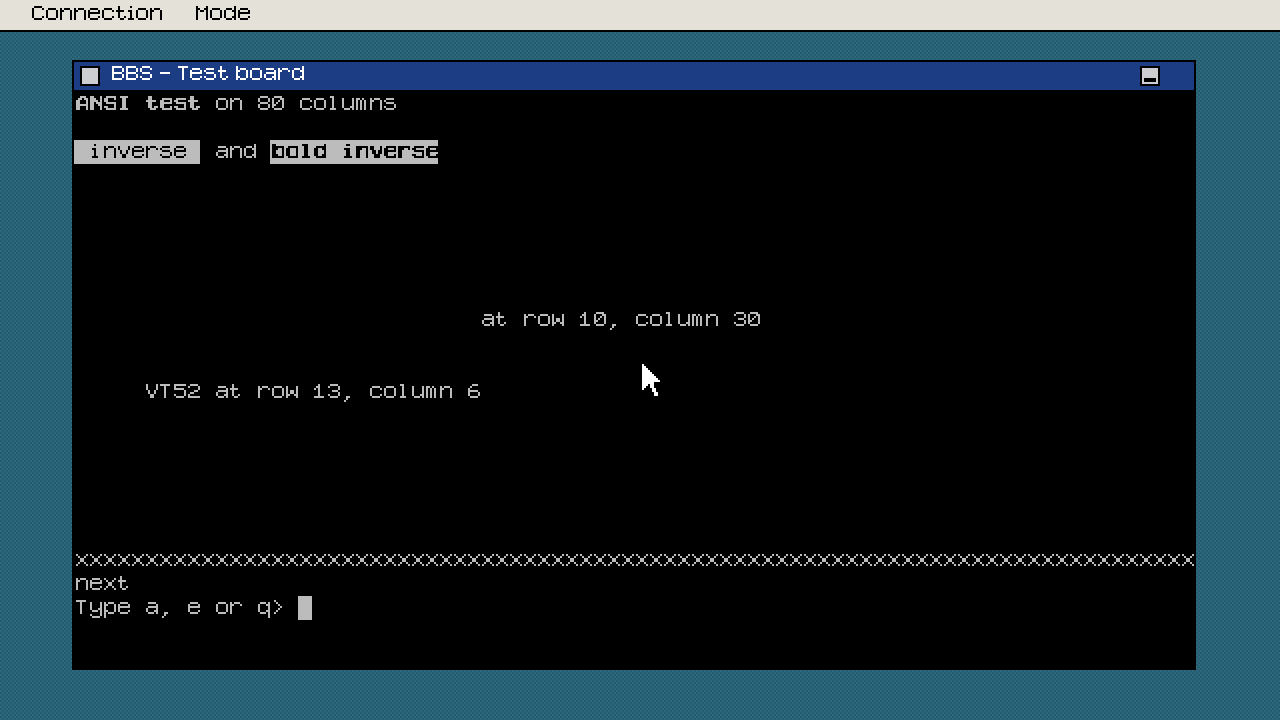 Connection Mode
BBS - Test board
ANSI test on 80 columns
inverse and bold inverse
at row 10, column 30
VT52 at row 13, column 6
xxxxxxxxxxxxxxxxxxxxxxxxxxxxxxxxxxxxxxxxxxxxxxxxxxxxxxxxxxxxxxxxxxxxxxxxxxxxxxxx
next
Type a, e or q>